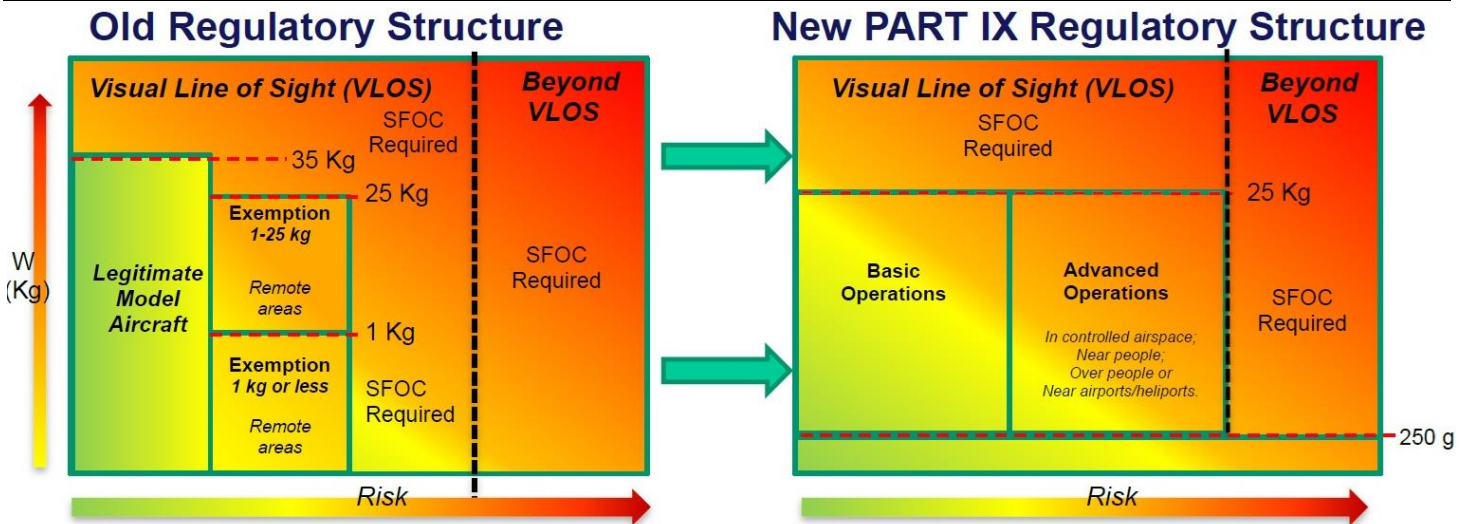 Old Regulatory Structure
Visual Line of Sight (VLOS)
Beyond
VLOS
SFOC
Required
35 Kg
25 Kg
Exemption
1-25 kg
Remote
areas
W
(Kg)
Legitimate
Model
Aircraft
SFOC
Required
1 Kg
Exemption
1 kg or less
Remote
areas
SFOC
Required
Risk
New PART IX Regulatory Structure
Visual Line of Sight (VLOS)
Beyond
VLOS
SFOC
Required
25 Kg
Basic
Operations
Advanced
Operations
In controlled airspace;
Near people;
Over people or
Near airports/heliports.
SFOC
Required
250 g
Risk